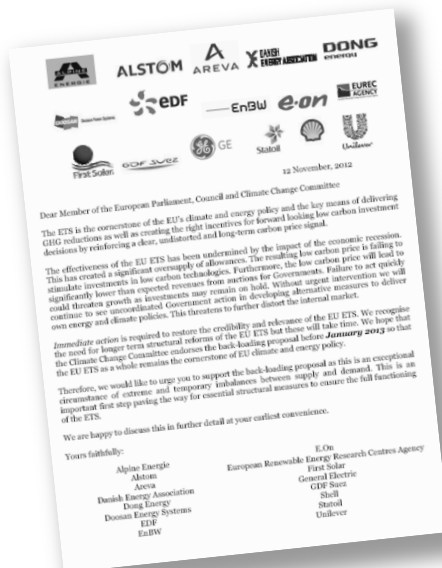 ALPINE
ENERGIE
ALSTOM
AREVA
DANISH
ENERGY ASSOCIATION
DONG
energy
eDF
EnBW
e·on
EUREC
AGENCY
First Solar
GDF SUEZ
GE
Statoil
Unilever
12 November, 2012
Dear Member of the European Parliament, Council and Climate Change Committee
The ETS is the cornerstone of the EU's climate and energy policy and the key means of delivering
GHG reductions as well as creating the right incentives for forward looking low carbon investment
decisions by reinforcing a clear, undistorted and long-term carbon price signal.
The effectiveness of the EU ETS has been undermined by the impact of the economic recession.
This has created a significant oversupply of allowances. The resulting low carbon price is failing to
stimulate investments in low carbon technologies. Furthermore, the low carbon price will lead to
significantly lower than expected revenues from auctions for Governments. Failure to act quickly
could threaten growth as investments may remain on hold. Without urgent intervention we will
continue to see uncoordinated Government action in developing alternative measures to deliver
own energy and climate policies. This threatens to further distort the internal market.
Immediate action is required to restore the credibility and relevance of the EU ETS. We recognise
the need for longer term structural reforms of the EU ETS but these will take time. We hope that
the Climate Change Committee endorses the back-loading proposal before January 2013 so that
the EU ETS as a whole remains the cornerstone of EU climate and energy policy.
Therefore, we would like to urge you to support the back-loading proposal as this is an exceptional
circumstance of extreme and temporary imbalances between supply and demand. This is an
important first step paving the way for essential structural measures to ensure the full functioning
of the ETS.
We are happy to discuss this in further detail at your earliest convenience.
Yours faithfully:
Alpine Energie
Alstom
Areva
Danish Energy Association
Dong Energy
Doosan Energy Systems
EDF
EnBW
E.On
European Renewable Energy Research Centres Agency
First Solar
General Electric
GDF Suez
Shell
Statoil
Unilever